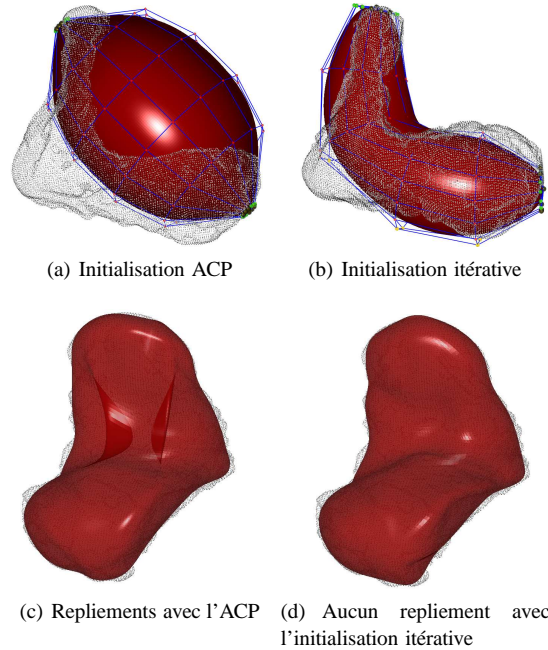 (a) Initialisation ACP
(b) Initialisation itérative
(c) Repliements avec l'ACP
(d) Aucun repliement avec
l'initialisation itérative